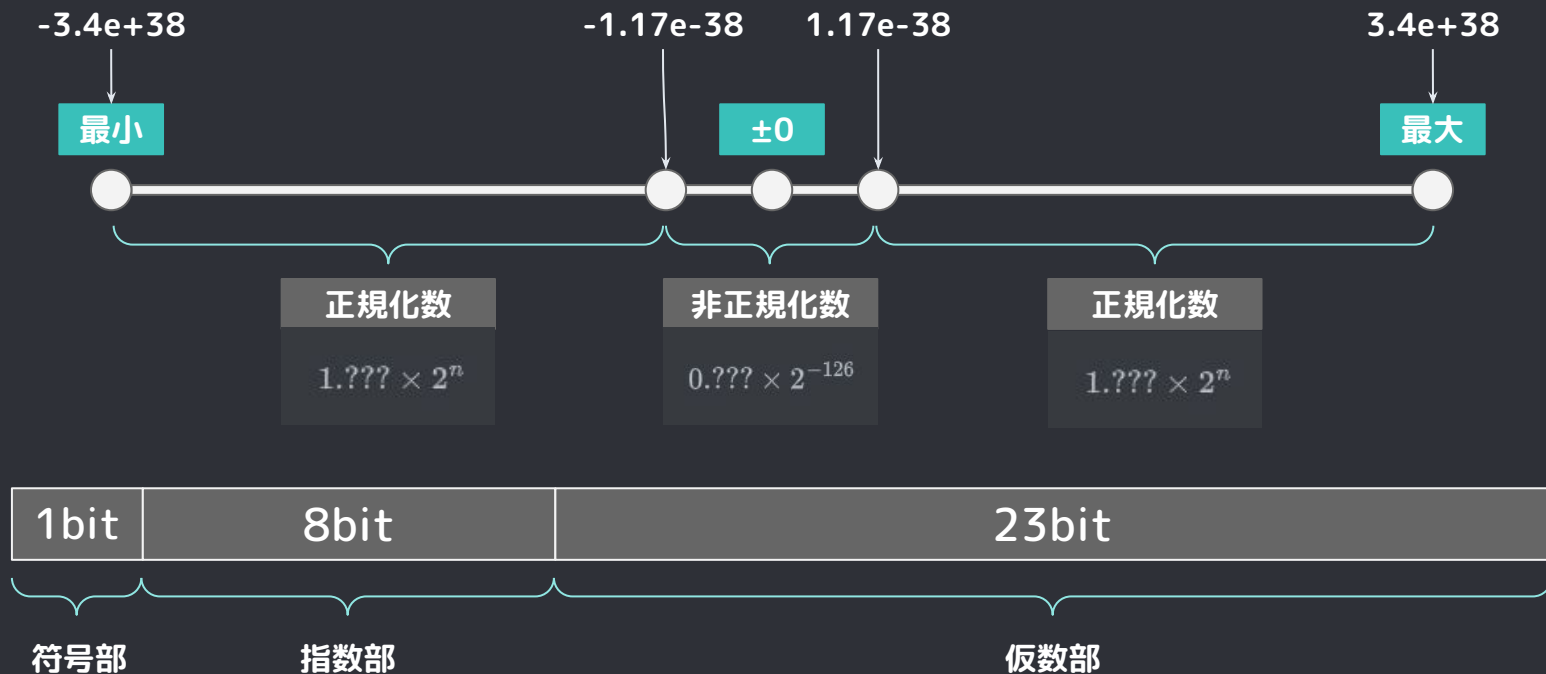 -3.4e+38
-1.17e-38
1.17e-38
3.4e+38
最小
±0
最大
正規化数
非正規化数
正規化数
1.??? × 2^n
0.??? × 2^{-126}
1.??? × 2^n
1bit
8bit
23bit
符号部
指数部
仮数部